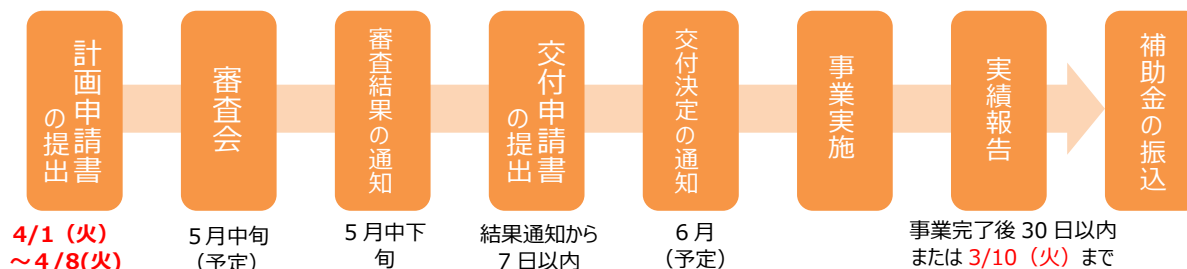 計画申請書
の提出
審査会
審査結果の通知
交付申請書
の提出
交付決定の通知
事業実施
実績報告
補助金の振込
4/1（火）
～4/8(火)
5月中旬
（予定）
5月中下
旬
結果通知から
7日以内
6月
（予定）
事業完了後 30 日以内
または 3/10（火）まで